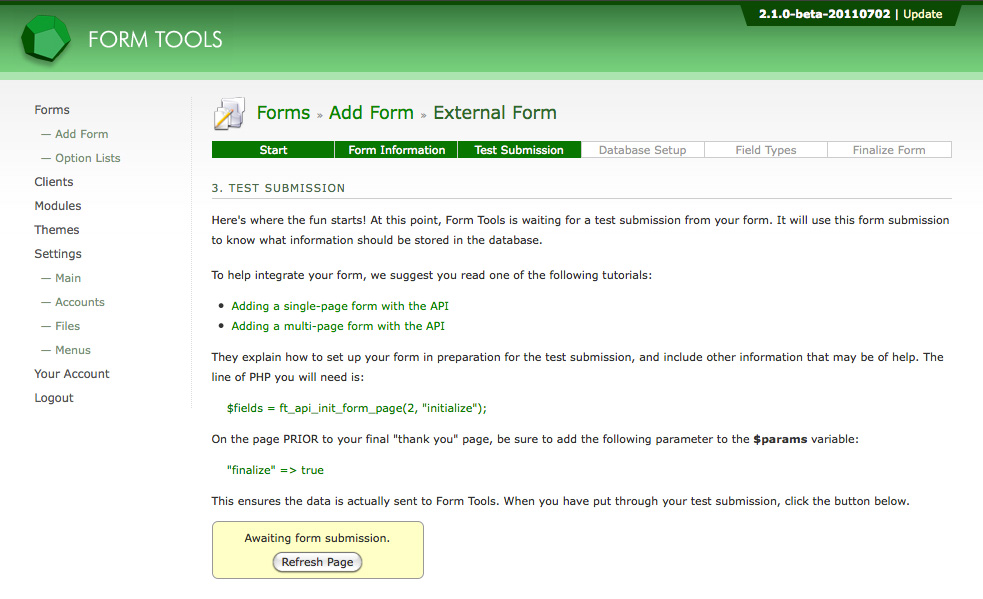 2.1.0-beta-20110702 | Update
FORM TOOLS
Forms
— Add Form
— Option Lists
Clients
Modules
Themes
Settings
— Main
— Accounts
— Files
— Menus
Your Account
Logout
Forms » Add Form » External Form
Start Form Information Test Submission Database Setup Field Types Finalize Form
3. TEST SUBMISSION
Here's where the fun starts! At this point, Form Tools is waiting for a test submission from your form. It will use this form submission
to know what information should be stored in the database.
To help integrate your form, we suggest you read one of the following tutorials:
• Adding a single-page form with the API
• Adding a multi-page form with the API
They explain how to set up your form in preparation for the test submission, and include other information that may be of help. The
line of PHP you will need is:
$fields = ft_api_init_form_page(2, "initialize");
On the page PRIOR to your final "thank you" page, be sure to add the following parameter to the $params variable:
"finalize" => true
This ensures the data is actually sent to Form Tools. When you have put through your test submission, click the button below.
Awaiting form submission.
Refresh Page